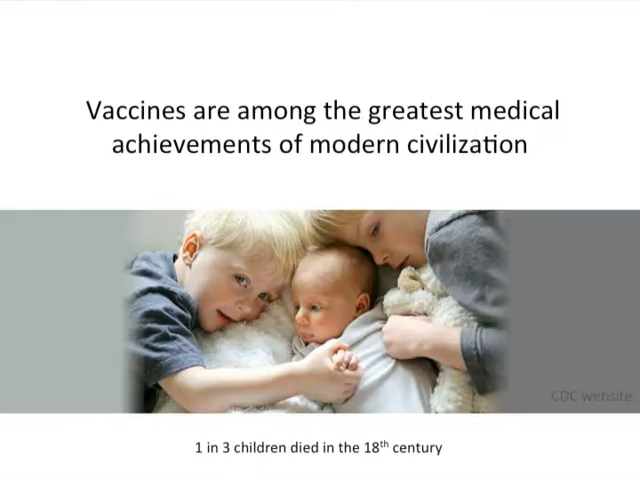 Vaccines are among the greatest medical
achievements of modern civilization
CDC website
1 in 3 children died in the 18th century